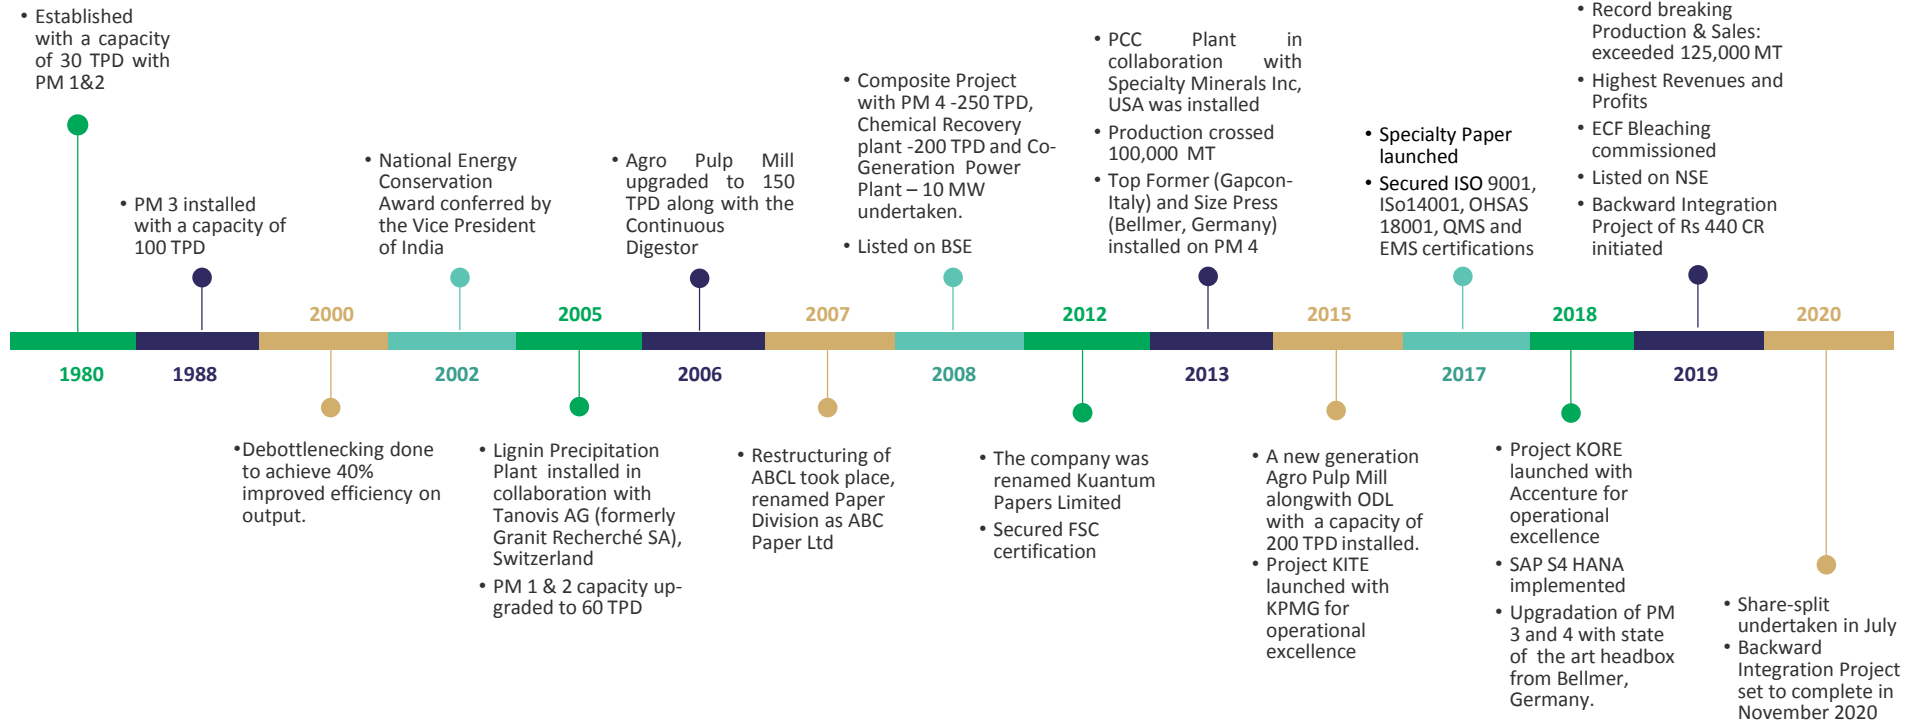 • Established
with a capacity
of 30 TPD with
PM 1&2
• PM 3 installed
with a capacity of
100 TPD
• National Energy
Conservation
Award conferred by
the Vice President
of India
• Agro Pulp Mill
upgraded to 150
TPD along with the
Continuous
Digestor
• Composite Project
with PM 4 -250 TPD,
Chemical Recovery
plant -200 TPD and Co-
Generation Power
Plant – 10 MW
undertaken.
• Listed on BSE
• PCC Plant in
collaboration with
Specialty Minerals Inc,
USA was installed
• Production crossed
100,000 MT
• Top Former (Gapcon-
Italy) and Size Press
(Bellmer, Germany)
installed on PM 4
• Specialty Paper
launched
• Secured ISO 9001,
ISo14001, OHSAS
18001, QMS and
EMS certifications
• Record breaking
Production & Sales:
exceeded 125,000 MT
• Highest Revenues and
Profits
• ECF Bleaching
commissioned
• Listed on NSE
• Backward Integration
Project of Rs 440 CR
initiated
2000
2005
2007
2012
2015
2018
2020
1980
1988
2002
2006
2008
2013
2017
2019
•Debottlenecking done
to achieve 40%
improved efficiency on
output.
• Lignin Precipitation
Plant installed in
collaboration with
Tanovis AG (formerly
Granit Recherché SA),
Switzerland
• PM 1 & 2 capacity up-
graded to 60 TPD
• Restructuring of
ABCL took place,
renamed Paper
Division as ABC
Paper Ltd
• The company was
renamed Kuantum
Papers Limited
• Secured FSC
certification
• A new generation
Agro Pulp Mill
alongwith ODL
with a capacity of
200 TPD installed.
• Project KITE
launched with
KPMG for
operational
excellence
• Project KORE
launched with
Accenture for
operational
excellence
• SAP S4 HANA
implemented
• Upgradation of PM
3 and 4 with state
of the art headbox
from Bellmer,
Germany.
• Share-split
undertaken in July
• Backward
Integration Project
set to complete in
November 2020